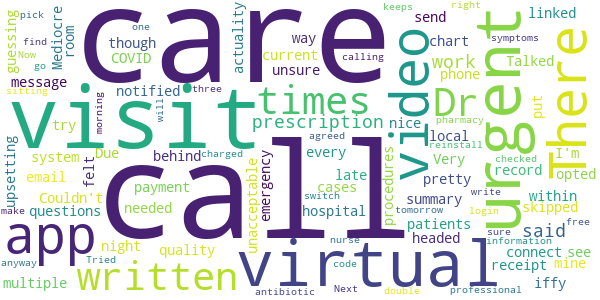 pick keeps one right
guessing Mediocre room care actuality though COVID way current unsure send chart linked
Now find go will calling symptoms
message notified video work phone Talked There
sitting visit times Dr urgent put
morning three prescription nice local I'm
try behind agreed pharmacy reinstall
system Due call emergency every late pretty Very record opted
upsetting email felt charged unacceptable cases procedures checked within
Couldn't payment switch hospital summary write
make questions needed tomorrow patients said skipped
app night quality nurse headed sure free
anyway Tried virtual information login connect see
multiple written code receipt mine
antibiotic Next double professional iffy